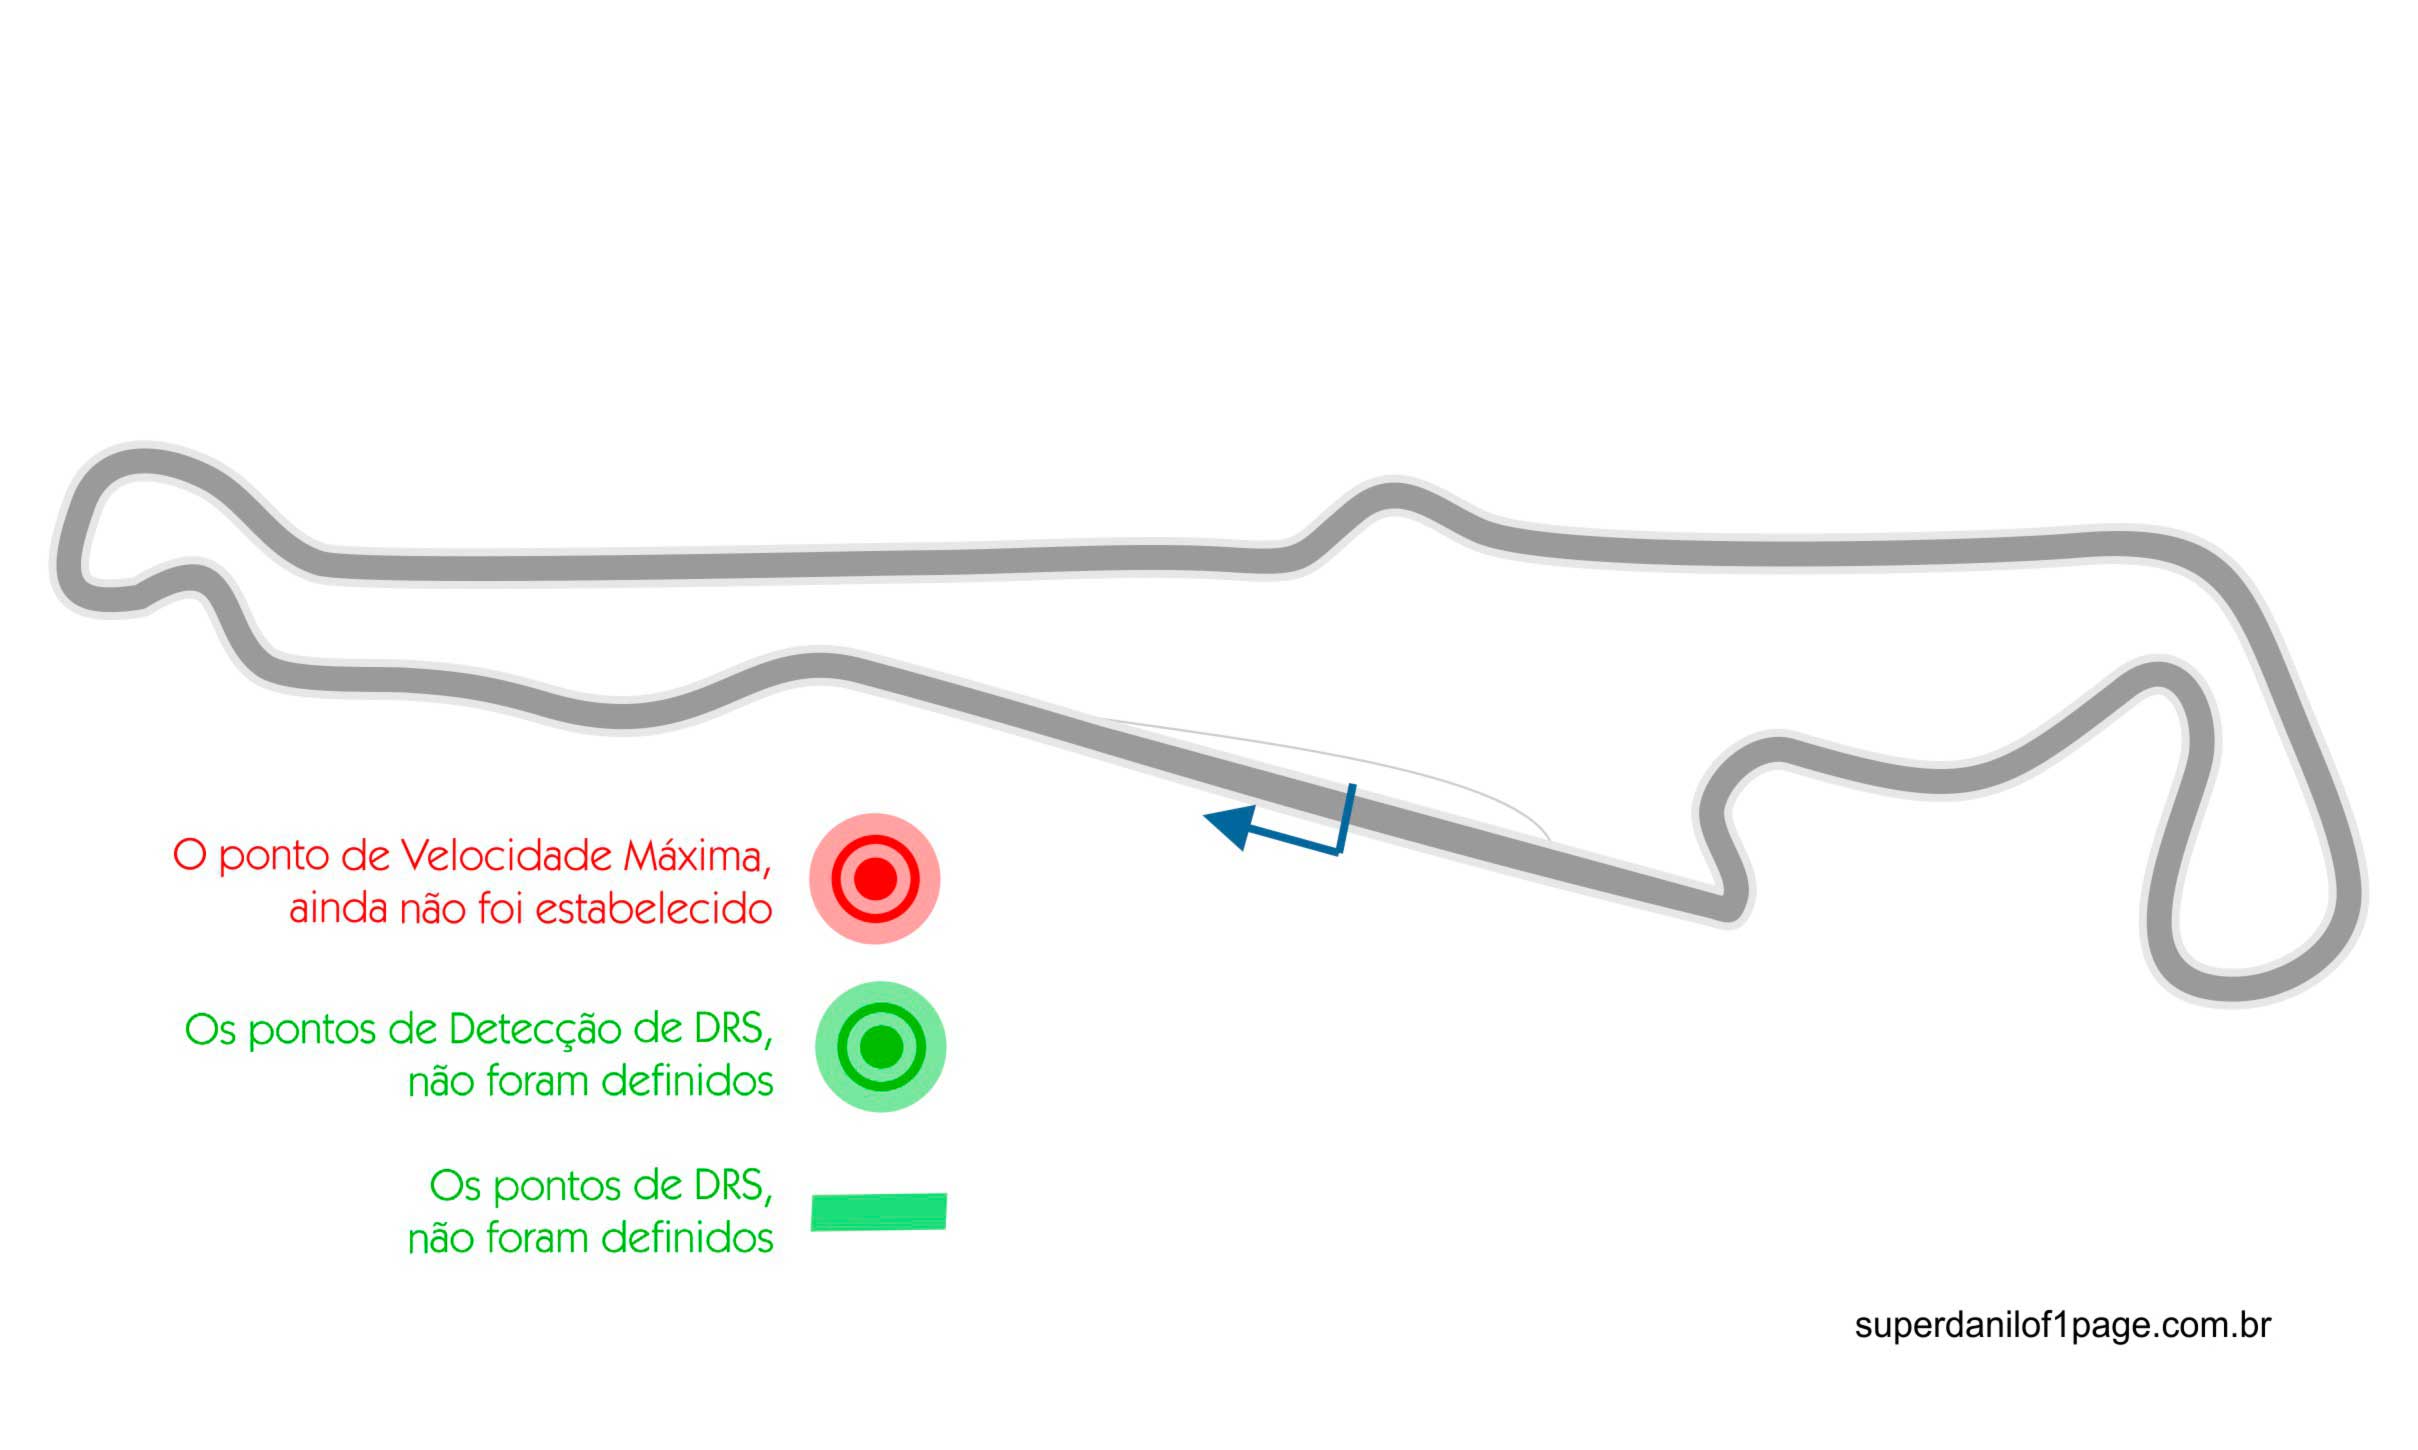 O ponto de Velocidade Máxima,
ainda não foi estabelecido
Os pontos de Detecção de DRS,
não foram definidos
Os pontos de DRS,
não foram definidos
superdanilof1page.com.br